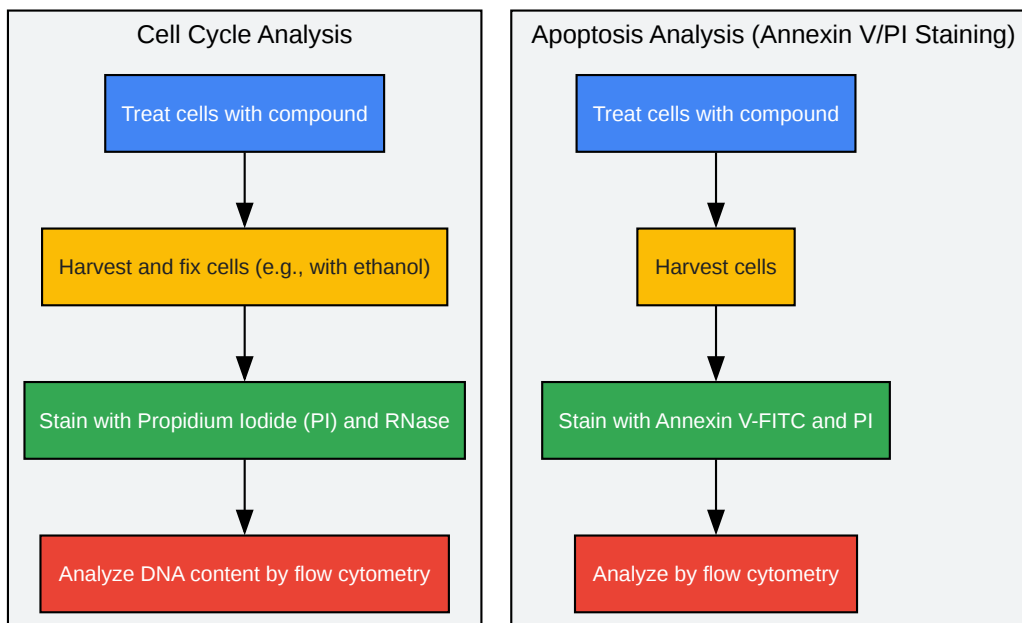 Cell Cycle Analysis
Treat cells with compound
Harvest and fix cells (e.g., with ethanol)
Stain with Propidium Iodide (PI) and RNase
Analyze DNA content by flow cytometry
Apoptosis Analysis (Annexin V/PI Staining)
Treat cells with compound
Harvest cells
Stain with Annexin V-FITC and PI
Analyze by flow cytometry